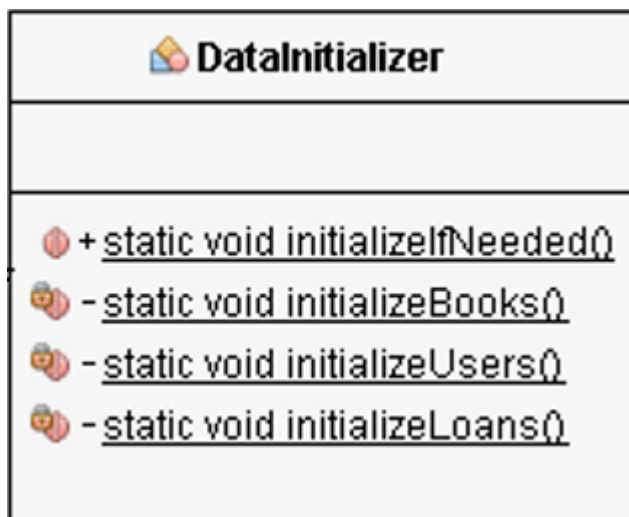 DataInitializer
+ static void initializeIfNeeded()
- static void initializeBooks()
- static void initializeUsers()
- static void initializeLoans()